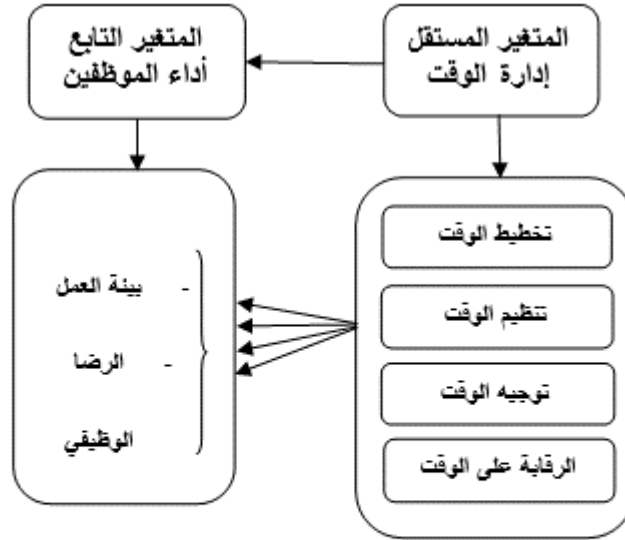 المتغير المستقل
إدارة الوقت
المتغير التابع
أداء الموظفين
تخطيط الوقت
تنظيم الوقت
توجيه الوقت
الرقابة على الوقت
- بيئة العمل
- الرضا
الوظيفي